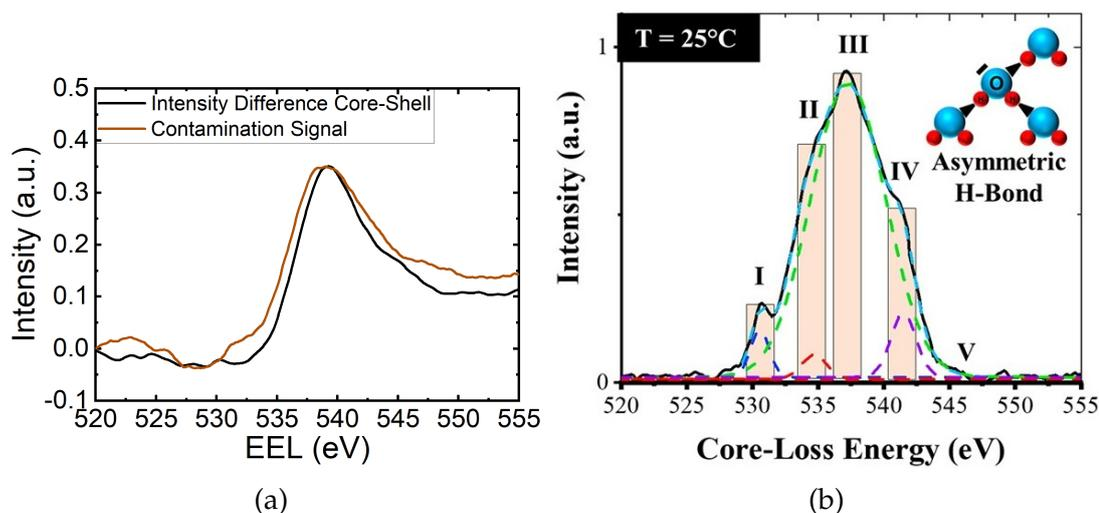 0.5
0.4
0.3
0.2
0.1
0.0
-0.1
Intensity (a.u.)
Intensity Difference Core-Shell
Contamination Signal
520 525 530 535 540 545 550 555
EEL (eV)
(a)
T = 25°C
1
0
Intensity (a.u.)
I
II
III
IV
V
O
H
H
Asymmetric
H-Bond
520 525 530 535 540 545 550 555
Core-Loss Energy (eV)
(b)